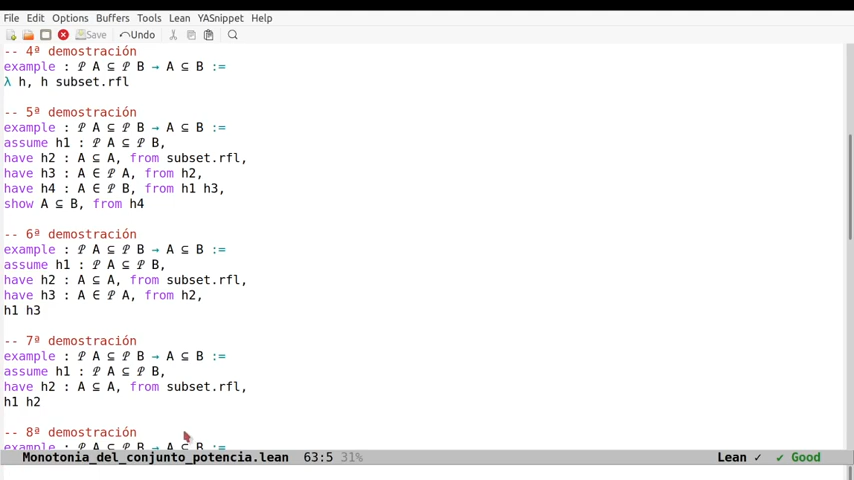 File Edit Options Buffers Tools Lean YASnippet Help
Save Undo
-- 4ª demostración
example : 𝒫 A ⊆ 𝒫 B → A ⊆ B :=
λ h, h subset.rfl
-- 5ª demostración
example : 𝒫 A ⊆ 𝒫 B → A ⊆ B :=
assume h1 : 𝒫 A ⊆ 𝒫 B,
have h2 : A ⊆ A, from subset.rfl,
have h3 : A ∈ 𝒫 A, from h2,
have h4 : A ∈ 𝒫 B, from h1 h3,
show A ⊆ B, from h4
-- 6ª demostración
example : 𝒫 A ⊆ 𝒫 B → A ⊆ B :=
assume h1 : 𝒫 A ⊆ 𝒫 B,
have h2 : A ⊆ A, from subset.rfl,
have h3 : A ∈ 𝒫 A, from h2,
h1 h3
-- 7ª demostración
example : 𝒫 A ⊆ 𝒫 B → A ⊆ B :=
assume h1 : 𝒫 A ⊆ 𝒫 B,
have h2 : A ⊆ A, from subset.rfl,
h1 h2
-- 8ª demostración
example : 𝒫 A ⊆ 𝒫 B → A ⊆ B :=
Monotonia_del_conjunto_potencia.lean 63:5 31% Lean ✓ ✔ Good